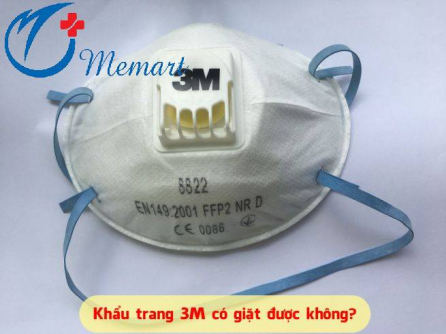 Memart
3M
8822
EN149:2001 FFP2 NR D
CE 0086
Khẩu trang 3M có giặt được không?